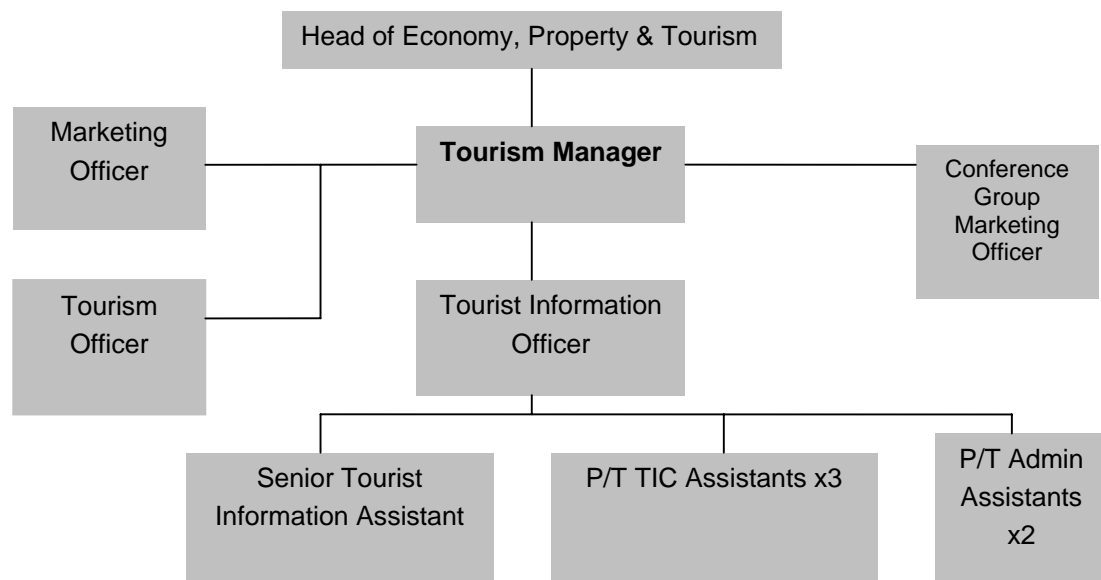 Head of Economy, Property & Tourism
Marketing
Officer
Tourism Manager
Conference
Group
Marketing
Officer
Tourism
Officer
Tourist Information
Officer
Senior Tourist
Information Assistant
P/T TIC Assistants x3
P/T Admin
Assistants
x2